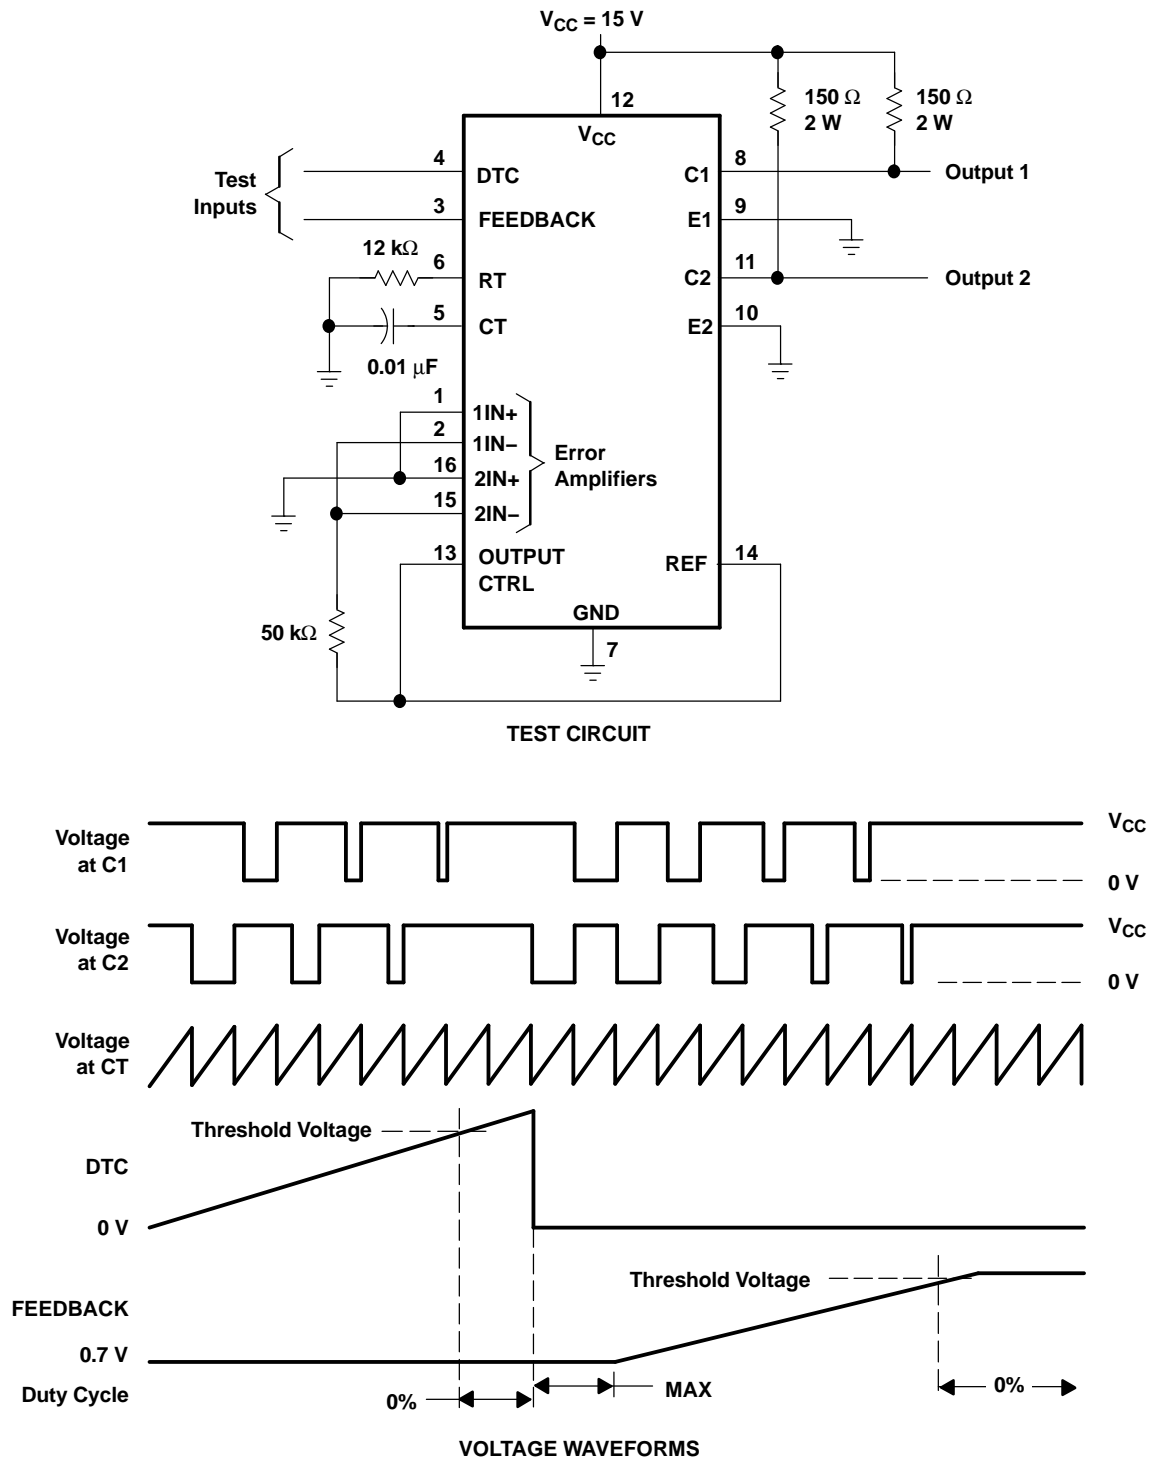 VCC = 15 V
12
150 Ω
2 W
150 Ω
2 W
VCC
Test
Inputs
4
DTC
3
FEEDBACK
12 kΩ
6
RT
5
CT
0.01 μF
1
1IN+
2
1IN–
16
2IN+
15
2IN–
Error
Amplifiers
13
OUTPUT
CTRL
50 kΩ
GND
7
C1
8
Output 1
E1
9
C2
11
Output 2
E2
10
REF
14
TEST CIRCUIT
Voltage
at C1
VCC
0 V
Voltage
at C2
VCC
0 V
Voltage
at CT
Threshold Voltage
DTC
0 V
Threshold Voltage
FEEDBACK
0.7 V
Duty Cycle
0%
MAX
0%
VOLTAGE WAVEFORMS